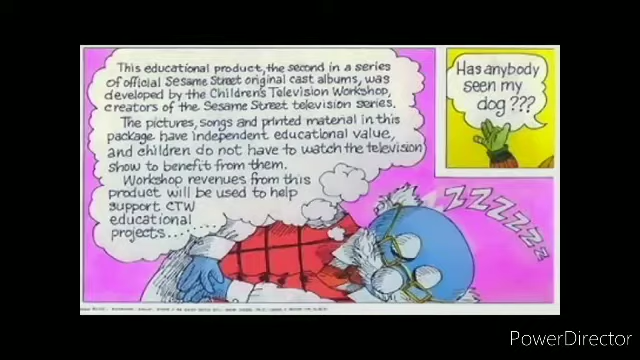 This educational product, the second in a series
of official Sesame Street original cast albums, was
developed by the Children's Television Workshop,
creators of the Sesame Street television series.
The pictures, songs and printed material in this
package have independent educational value,
and children do not have to watch the television
show to benefit from them.
Workshop revenues from this
product will be used to help
support CTW
educational
projects......
Has anybody
seen my
dog ???
ZZZZZZZ
PowerDirector